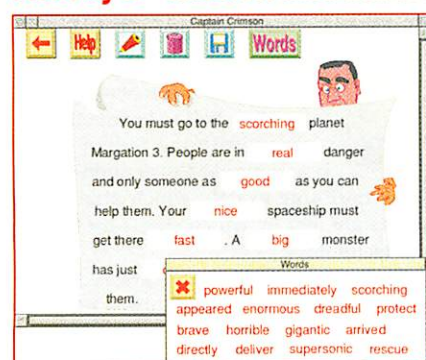 Captain Crimson
Help Words
You must go to the scorching planet
Margation 3. People are in real danger
and only someone as good as you can
help them. Your nice spaceship must
get there fast . A big monster
has just
them.
Words
powerful immediately scorching
appeared enormous dreadful protect
brave horrible gigantic arrived
directly deliver supersonic rescue